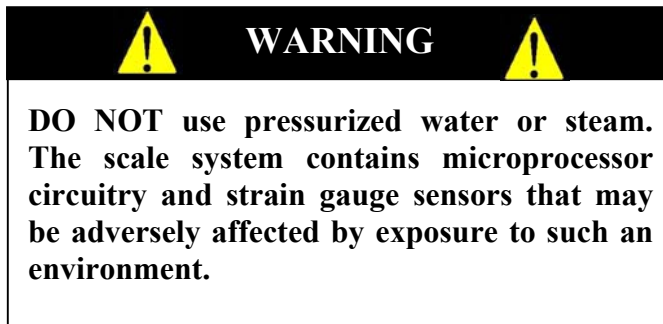 WARNING
DO NOT use pressurized water or steam.
The scale system contains microprocessor
circuitry and strain gauge sensors that may
be adversely affected by exposure to such an
environment.